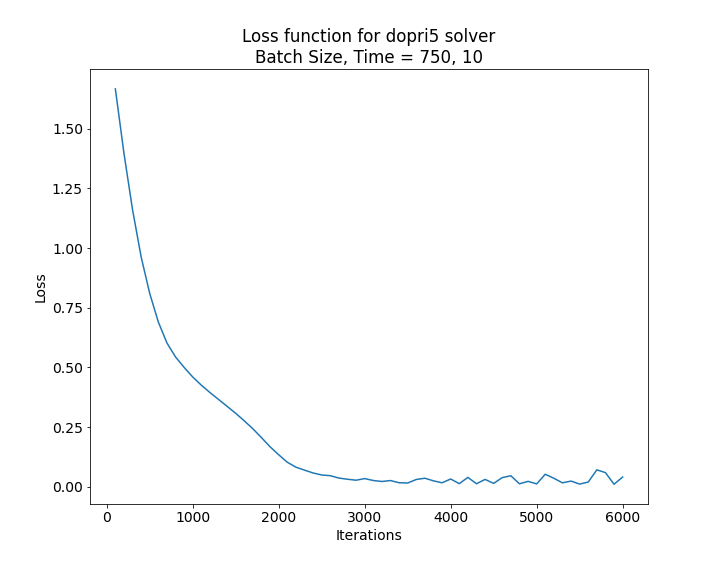 Loss function for dopri5 solver
Batch Size, Time = 750, 10
1.50
1.25
1.00
0.75
0.50
0.25
0.00
Loss
0 1000 2000 3000 4000 5000 6000
Iterations